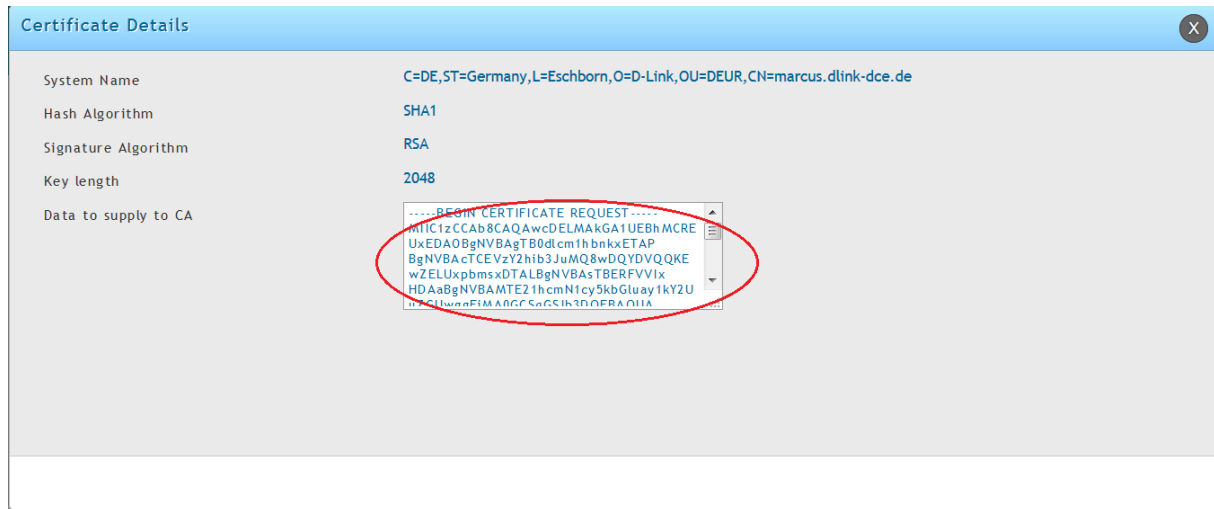 Certificate Details
X
System Name
C=DE,ST=Germany,L=Eschborn,O=D-Link,OU=DEUR,CN=marcus.dlink-dce.de
Hash Algorithm
SHA1
Signature Algorithm
RSA
Key length
2048
Data to supply to CA
-----BEGIN CERTIFICATE REQUEST-----
MIIC1zCCAb8CAQAwcDELMAkGA1UEBhMCRE
UxEDAOBgNVBAgTB0dlcm1hbnkxETAP
BgNVBAcTCEVzY2hib3JuMQ8wDQYDVQQKE
wZELUxpbmsxDTALBgNVBAsTBERFVVIx
HDAaBgNVBAMTE21hcmN1cy5kbGluay1kY2U